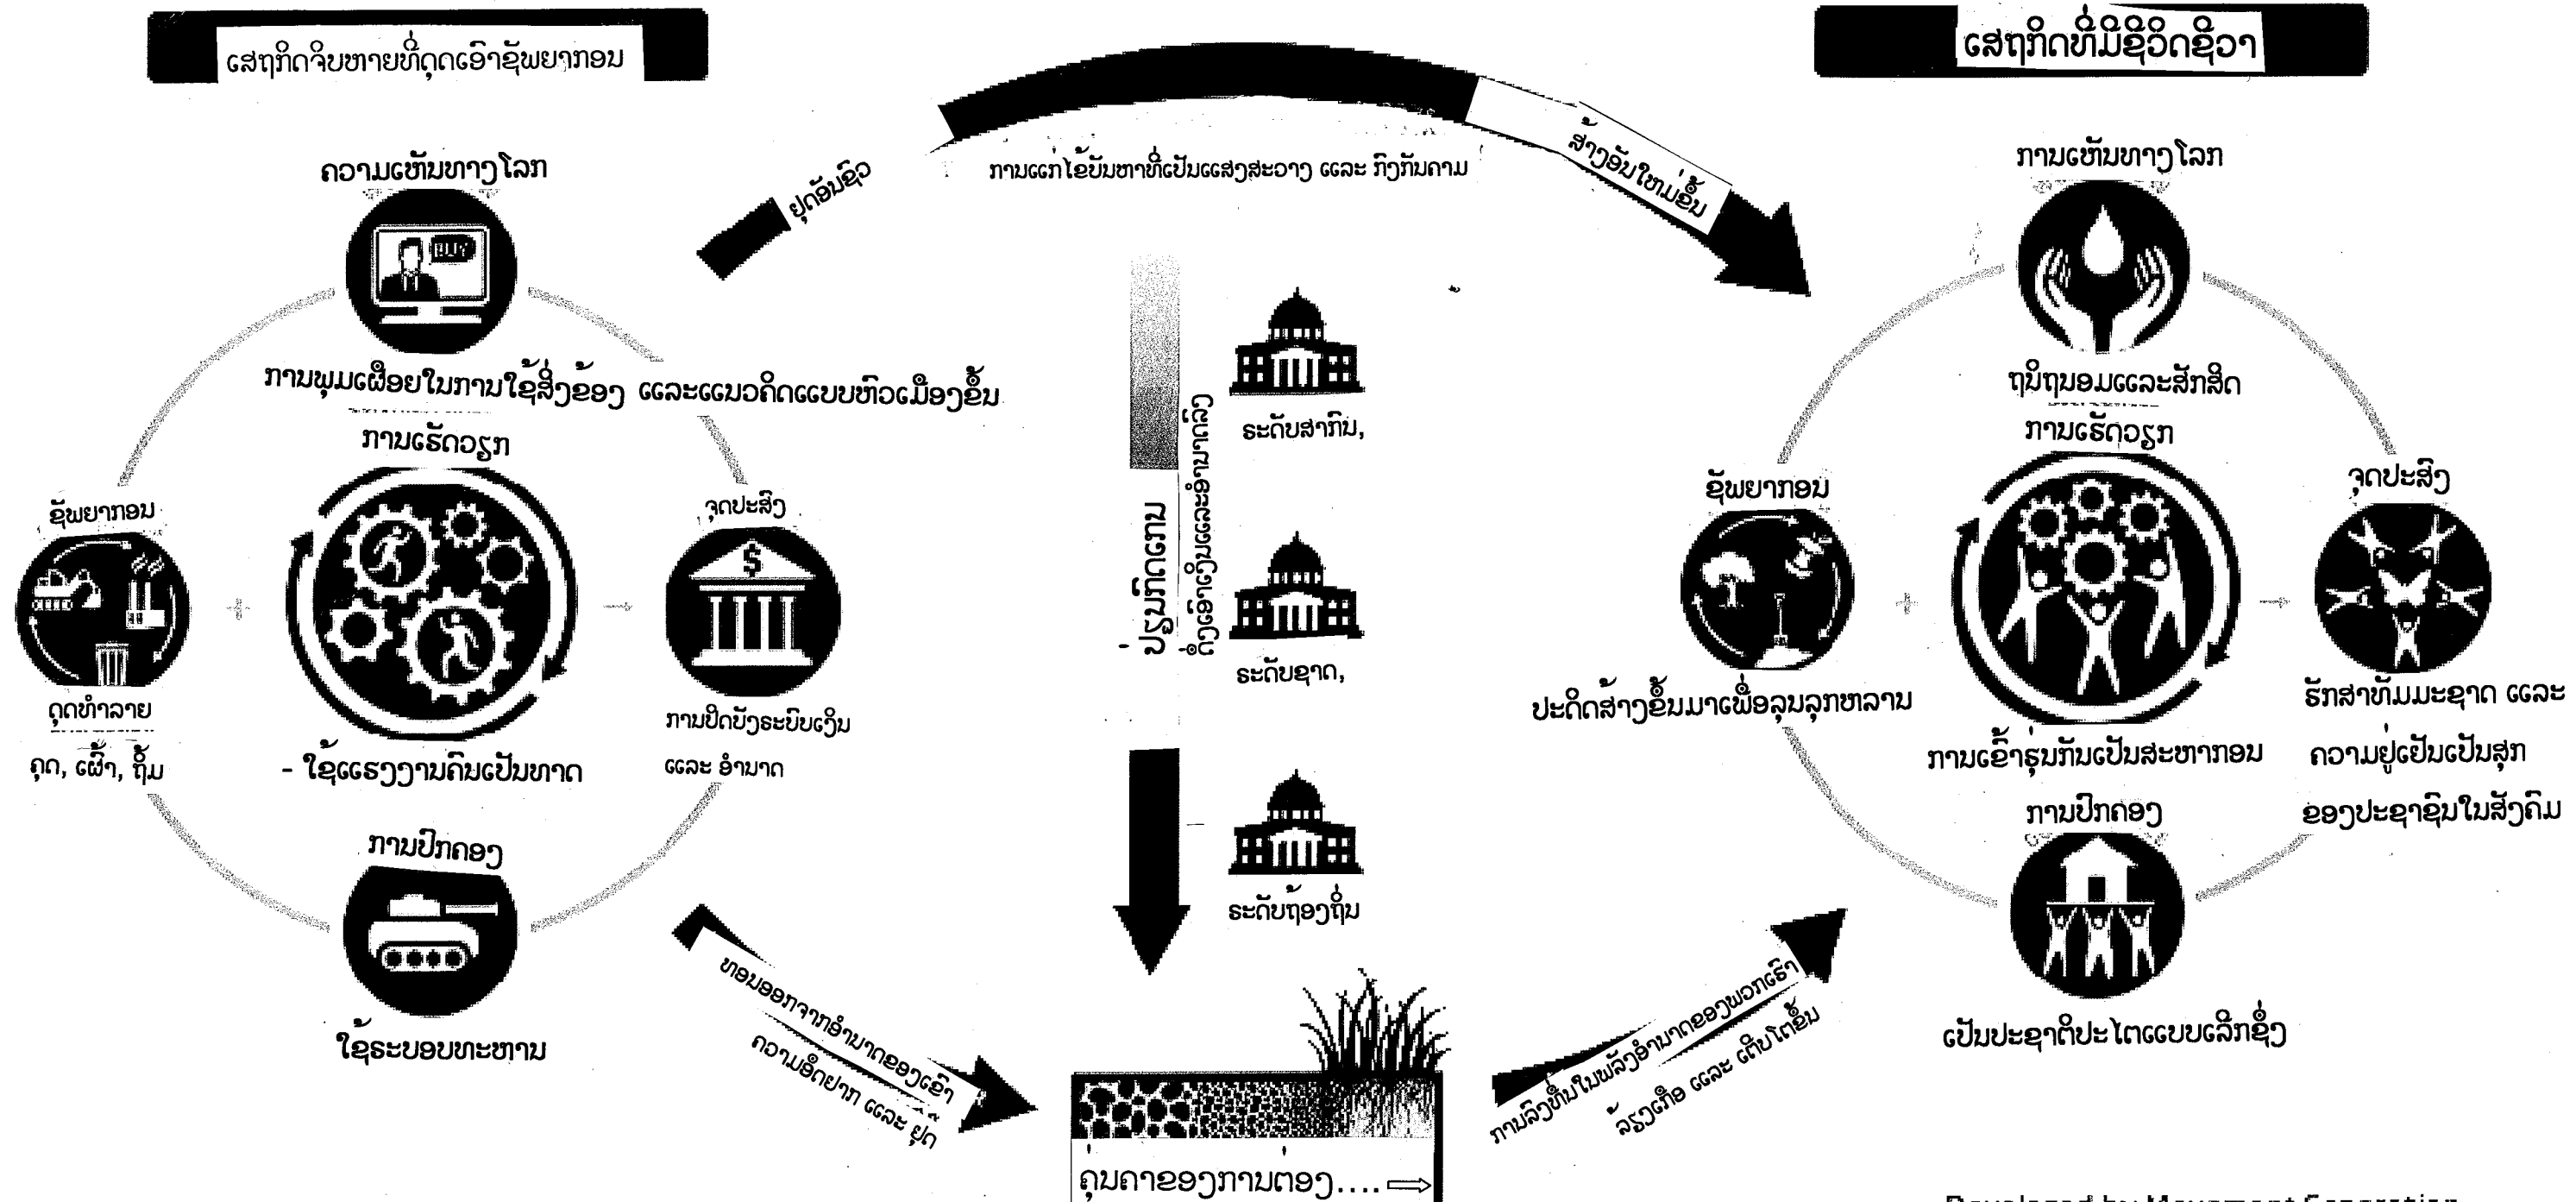 ເສຖກິດຈິບຫາຍທີ່ດຸດເອົາຊັພຍາກອນ
ເສຖກິດທີ່ມີຊີວິດຊີວາ
ຢຸດອັນຊົ່ວ
ສ້າງອັນໃຫມ່ຂຶ້ນ
ການແກ່ໄຂ້ບັນຫາທີ່ເປັນແສງສະວາງ ແລະ ກົງກັນຄາມ
ຄວາມເຫັນທາງໂລກ
BUY
ການພຸມເຜືອຍໃນການໃຊ້ສິ່ງຂ້ອງ ແລະແນວຄິດແບບຫົວເມືອງຂຶ້ນ
ການເຮັດວຽກ
ຊັພຍາກອນ
ຈຸດປະສົງ
$
ດຸດທຳລາຍ
ຄຸດ, ເຜົ້າ, ຖິ້ມ
- ໃຊ້ແຮງງານຄົນເປັນທາດ
ການປິດບັງຣະບົບເງິນ
ແລະ ອຳນາດ
ການປົກຄອງ
ໃຊ້ຣະບອບທະຫານ
- ປຽນກົດເກນ
ຣະດັບສາກົນ,
ຣະດັບຊາດ,
ຣະດັບຖ້ອງຖິ່ນ
ທອນອອກຈາກອຳນາດຂອງເຂົາ
ຄວາມອຶດຢາກ ແລະ ຢຸດ
ຄຸ່ນຄາຂອງການຕ່ອງ....
ການລົງທຶນໃນພລັງອຳນາດຂອງພວກເຮົາ
ລ້ຽງເກືອ ແລະ ເຕີບໂຕຂຶ້ນ
ການເຫັນທາງໂລກ
ຖນິຖນອມແລະສັກສິດ
ການເຮັດວຽກ
ຊັພຍາກອນ
ຈຸດປະສົງ
ປະດິດສ້າງຂຶ້ນມາເພື່ອລຸນລຸກຫລານ
ການເຂົ້າຮຸ່ນກັນເປັນສະຫາກອນ
ຮັກສາທັມມະຊາດ ແລະ
ຄວາມຢູ່ເຢັນເປັນສຸກ
ຂອງປະຊາຊົນໃນສັງຄົມ
ການປົກຄອງ
ເປັນປະຊາຕິປະໄຕແບບເລີກຊຶ່ງ